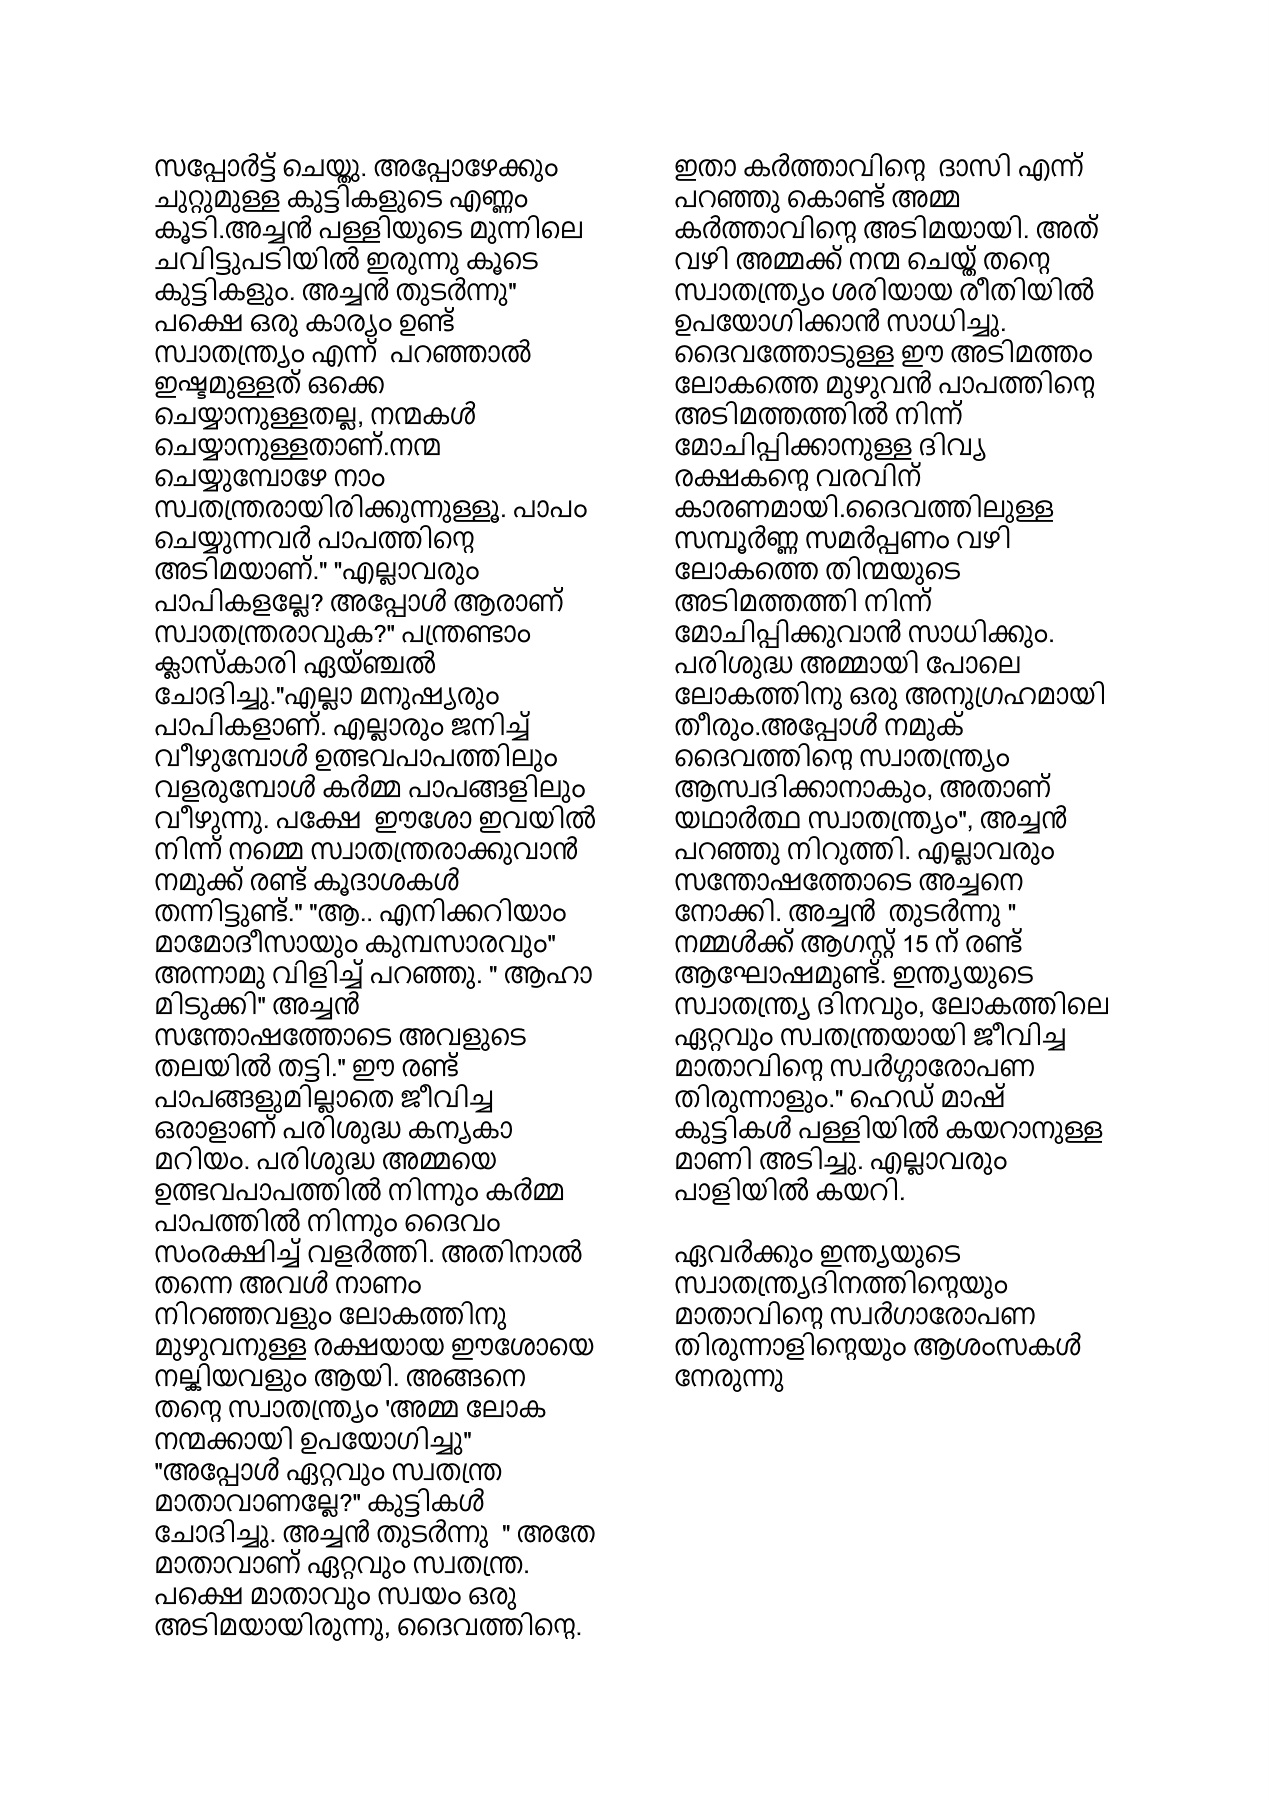 സപ്പോർട്ട് ചെയ്തു. അപ്പോഴേക്കും
ചുറ്റുമുള്ള കുട്ടികളുടെ എണ്ണം
കൂടി.അച്ചൻ പള്ളിയുടെ മുന്നിലെ
ചവിട്ടുപടിയിൽ ഇരുന്നു കൂടെ
കുട്ടികളും. അച്ചൻ തുടർന്നു"
പക്ഷെ ഒരു കാര്യം ഉണ്ട്
സ്വാതന്ത്ര്യം എന്ന്  പറഞ്ഞാൽ
ഇഷ്ടമുള്ളത് ഒക്കെ
ചെയ്യാനുള്ളതല്ല, നന്മകൾ
ചെയ്യാനുള്ളതാണ്.നന്മ
ചെയ്യുമ്പോഴേ നാം
സ്വതന്ത്രരായിരിക്കുന്നുള്ളൂ. പാപം
ചെയ്യുന്നവർ പാപത്തിന്റെ
അടിമയാണ്." "എല്ലാവരും
പാപികളല്ലേ? അപ്പോൾ ആരാണ്
സ്വാതന്ത്രരാവുക?" പന്ത്രണ്ടാം
ക്ലാസ്കാരി ഏയ്ഞ്ചൽ
ചോദിച്ചു."എല്ലാ മനുഷ്യരും
പാപികളാണ്. എല്ലാരും ജനിച്ച്
വീഴുമ്പോൾ ഉത്ഭവപാപത്തിലും
വളരുമ്പോൾ കർമ്മ പാപങ്ങളിലും
വീഴുന്നു. പക്ഷേ  ഈശോ ഇവയിൽ
നിന്ന് നമ്മെ സ്വാതന്ത്രരാക്കുവാൻ
നമുക്ക് രണ്ട് കൂദാശകൾ
തന്നിട്ടുണ്ട്." "ആ.. എനിക്കറിയാം
മാമോദീസായും കുമ്പസാരവും"
അന്നാമു വിളിച്ച് പറഞ്ഞു. " ആഹാ
മിടുക്കി" അച്ചൻ
സന്തോഷത്തോടെ അവളുടെ
തലയിൽ തട്ടി." ഈ രണ്ട്
പാപങ്ങളുമില്ലാതെ ജീവിച്ച
ഒരാളാണ് പരിശുദ്ധ കന്യകാ
മറിയം. പരിശുദ്ധ അമ്മയെ
ഉത്ഭവപാപത്തിൽ നിന്നും കർമ്മ
പാപത്തിൽ നിന്നും ദൈവം
സംരക്ഷിച്ച് വളർത്തി. അതിനാൽ
തന്നെ അവൾ നാണം
നിറഞ്ഞവളും ലോകത്തിനു
മുഴുവനുള്ള രക്ഷയായ ഈശോയെ
നല്കിയവളും ആയി. അങ്ങനെ
തന്റെ സ്വാതന്ത്ര്യം 'അമ്മ ലോക
നന്മക്കായി ഉപയോഗിച്ചു"
"അപ്പോൾ ഏറ്റവും സ്വതന്ത്ര
മാതാവാണല്ലേ?" കുട്ടികൾ
ചോദിച്ചു. അച്ചൻ തുടർന്നു  " അതേ
മാതാവാണ് ഏറ്റവും സ്വതന്ത്ര.
പക്ഷെ മാതാവും സ്വയം ഒരു
അടിമയായിരുന്നു, ദൈവത്തിന്റെ.
ഇതാ കർത്താവിന്റെ  ദാസി എന്ന്
പറഞ്ഞു കൊണ്ട് അമ്മ
കർത്താവിന്റെ അടിമയായി. അത്
വഴി അമ്മക്ക് നന്മ ചെയ്ത് തന്റെ
സ്വാതന്ത്ര്യം ശരിയായ രീതിയിൽ
ഉപയോഗിക്കാൻ സാധിച്ചു.
ദൈവത്തോടുള്ള ഈ അടിമത്തം
ലോകത്തെ മുഴുവൻ പാപത്തിന്റെ
അടിമത്തത്തിൽ നിന്ന്
മോചിപ്പിക്കാനുള്ള ദിവ്യ
രക്ഷകന്റെ വരവിന്
കാരണമായി.ദൈവത്തിലുള്ള
സമ്പൂർണ്ണ സമർപ്പണം വഴി
ലോകത്തെ തിന്മയുടെ
അടിമത്തത്തി നിന്ന്
മോചിപ്പിക്കുവാൻ സാധിക്കും.
പരിശുദ്ധ അമ്മായി പോലെ
ലോകത്തിനു ഒരു അനുഗ്രഹമായി
തീരും.അപ്പോൾ നമുക്
ദൈവത്തിന്റെ സ്വാതന്ത്ര്യം
ആസ്വദിക്കാനാകും, അതാണ്
യഥാർത്ഥ സ്വാതന്ത്ര്യം", അച്ചൻ
പറഞ്ഞു നിറുത്തി. എല്ലാവരും
സന്തോഷത്തോടെ അച്ചനെ
നോക്കി. അച്ചൻ  തുടർന്നു "
നമ്മൾക്ക് ആഗസ്റ്റ് 15 ന് രണ്ട്
ആഘോഷമുണ്ട്. ഇന്ത്യയുടെ
സ്വാതന്ത്ര്യ ദിനവും, ലോകത്തിലെ
ഏറ്റവും സ്വതന്ത്രയായി ജീവിച്ച
മാതാവിന്റെ സ്വർഗ്ഗാരോപണ
തിരുന്നാളും." ഹെഡ് മാഷ്
കുട്ടികൾ പള്ളിയിൽ കയറാനുള്ള
മാണി അടിച്ചു. എല്ലാവരും
പാളിയിൽ കയറി.

ഏവർക്കും ഇന്ത്യയുടെ
സ്വാതന്ത്ര്യദിനത്തിന്റെയും
മാതാവിന്റെ സ്വർഗാരോപണ
തിരുന്നാളിന്റെയും ആശംസകൾ
നേരുന്നു